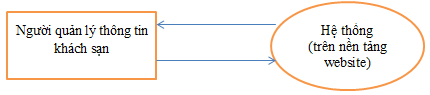 Người quản lý thông tin
khách sạn
Hệ thống
(trên nền tảng
website)